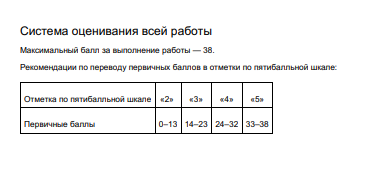 Система оценивания всей работы
Максимальный балл за выполнение работы — 38.
Рекомендации по переводу первичных баллов в отметки по пятибалльной шкале:
Отметка по пятибалльной шкале «2» «3» «4» «5»
Первичные баллы 0–13 14–23 24–32 33–38